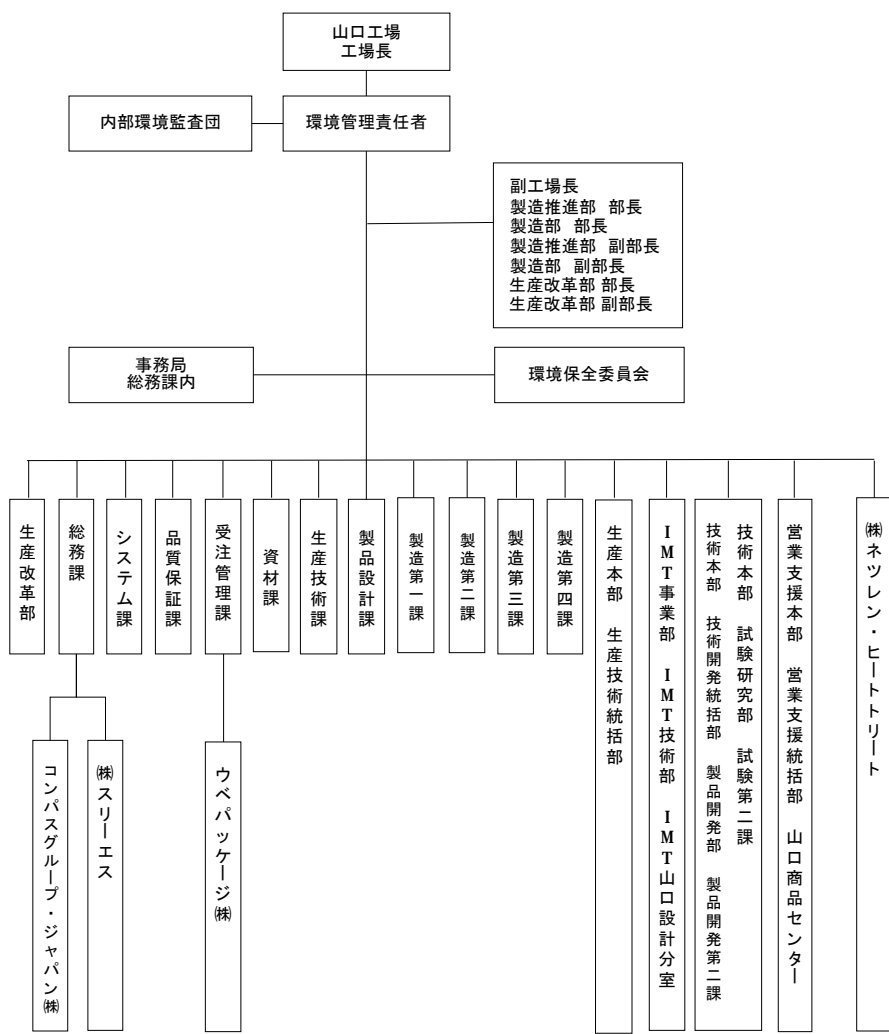 山口工場
工場長
内部環境監査団
環境管理責任者
副工場長
製造推進部 部長
製造部 部長
製造推進部 副部長
製造部 副部長
生産改革部 部長
生産改革部 副部長
事務局
総務課内
環境保全委員会
生産改革部
総務課
システム課
品質保証課
受注管理課
資材課
生産技術課
製品設計課
製造第一課
製造第二課
製造第三課
製造第四課
生産本部 生産技術統括部
IMT事業部 IMT技術部 IMT山口設計分室
技術本部 試験研究部 試験第二課
技術本部 技術開発統括部 製品開発部 製品開発第二課
営業支援本部 営業支援統括部 山口商品センター
㈱ネツレン・ヒートトリート
コンパスグループ・ジャパン㈱
㈱スリーエス
ウベパッケージ㈱